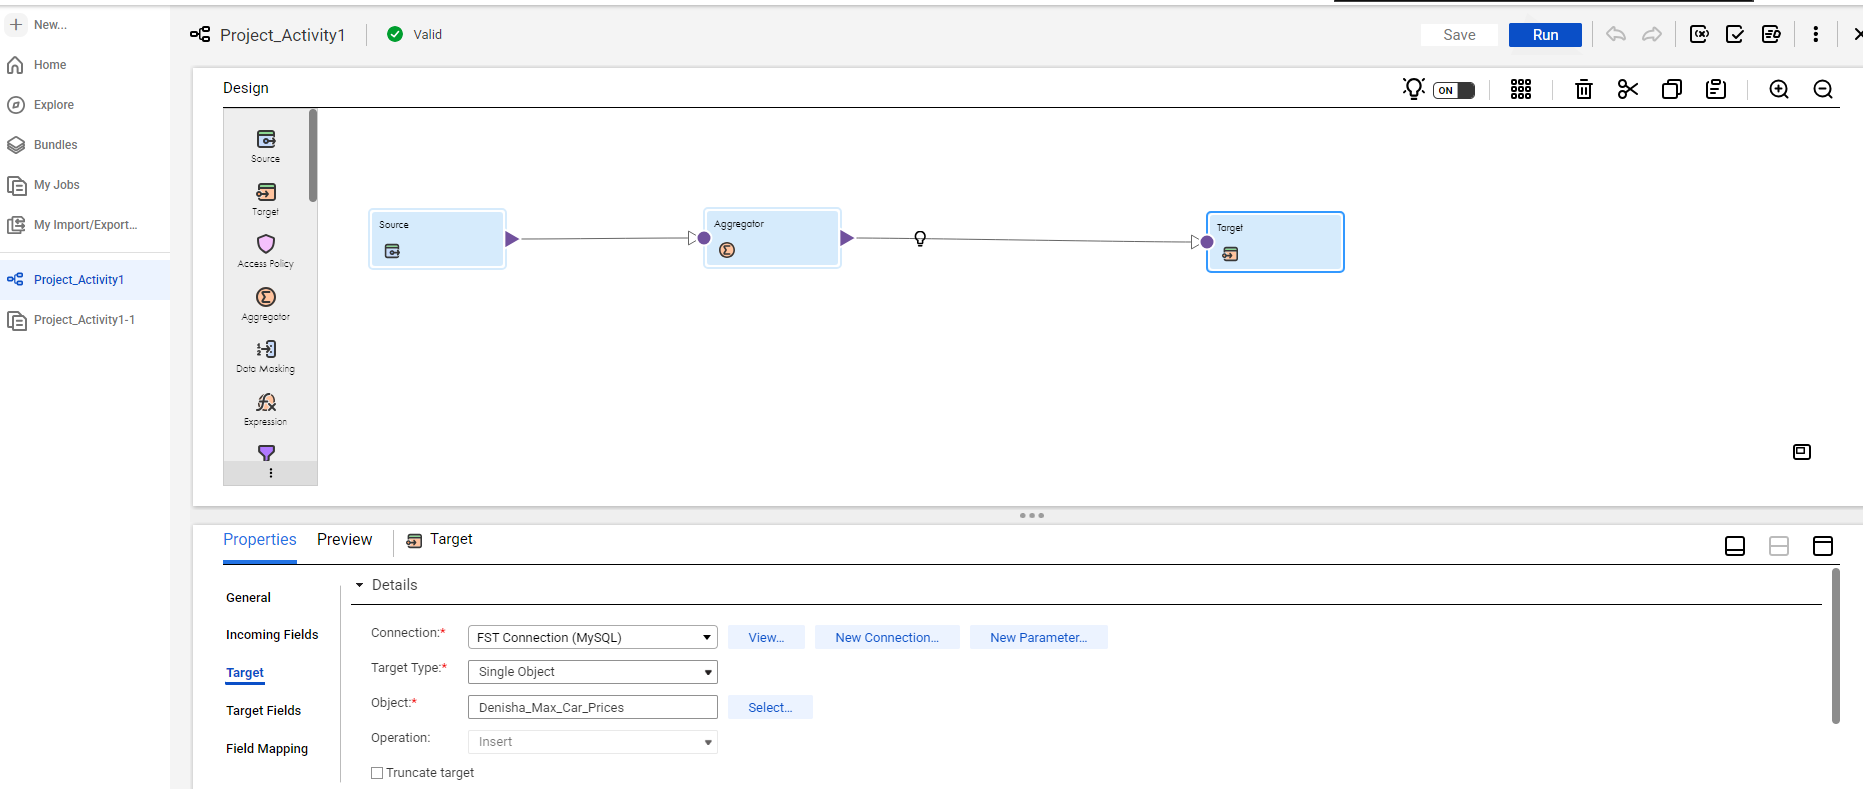 New...
Home
Explore
Bundles
My Jobs
My Import/Export...
Project_Activity1
Project_Activity1-1
Project_Activity1
Valid
Save
Run
Design
ON
Source
Target
Access Policy
Aggregator
Data Masking
Expression
Source
Aggregator
Target
Properties
Preview
Target
General
Incoming Fields
Target
Target Fields
Field Mapping
Details
Connection:* FST Connection (MySQL) View... New Connection... New Parameter...
Target Type:* Single Object
Object:* Denisha_Max_Car_Prices Select...
Operation: Insert
Truncate target